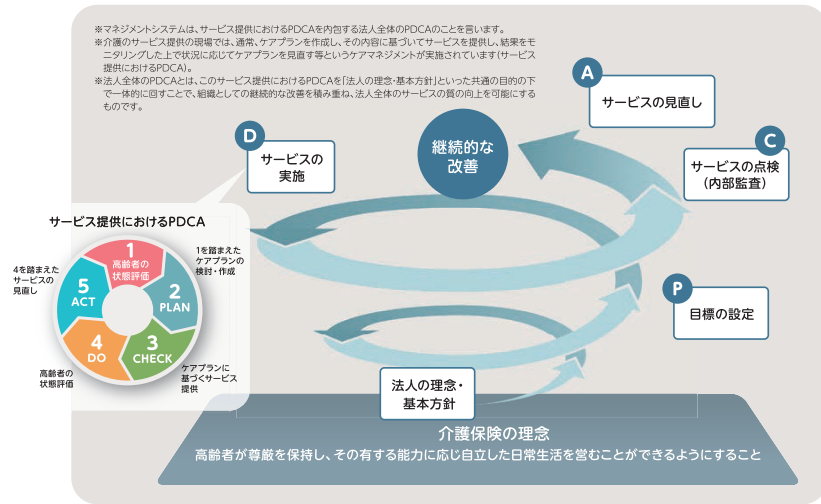 ※マネジメントシステムは、サービス提供におけるPDCAを内包する法人全体のPDCAのことを言います。
※介護のサービス提供の現場では、通常、ケアプランを作成し、その内容に基づいてサービスを提供し、結果をモ
ニタリングした上で状況に応じてケアプランを見直す等というケアマネジメントが実施されています(サービス
提供におけるPDCA)。
※法人全体のPDCAとは、このサービス提供におけるPDCAを「法人の理念・基本方針」といった共通の目的の下
で一体的に回すことで、組織としての継続的な改善を積み重ね、法人全体のサービスの質の向上を可能にする
ものです。
A
サービスの見直し
D
サービスの
実施
継続的な
改善
C
サービスの点検
(内部監査)
サービス提供におけるPDCA
1
高齢者の
状態評価
1を踏まえた
ケアプランの
検討・作成
2
PLAN
3
CHECK
ケアプランに
基づくサービス
提供
4
DO
高齢者の
状態評価
5
ACT
4を踏まえた
サービスの
見直し
P
目標の設定
法人の理念・
基本方針
介護保険の理念
高齢者が尊厳を保持し、その有する能力に応じ自立した日常生活を営むことができるようにすること